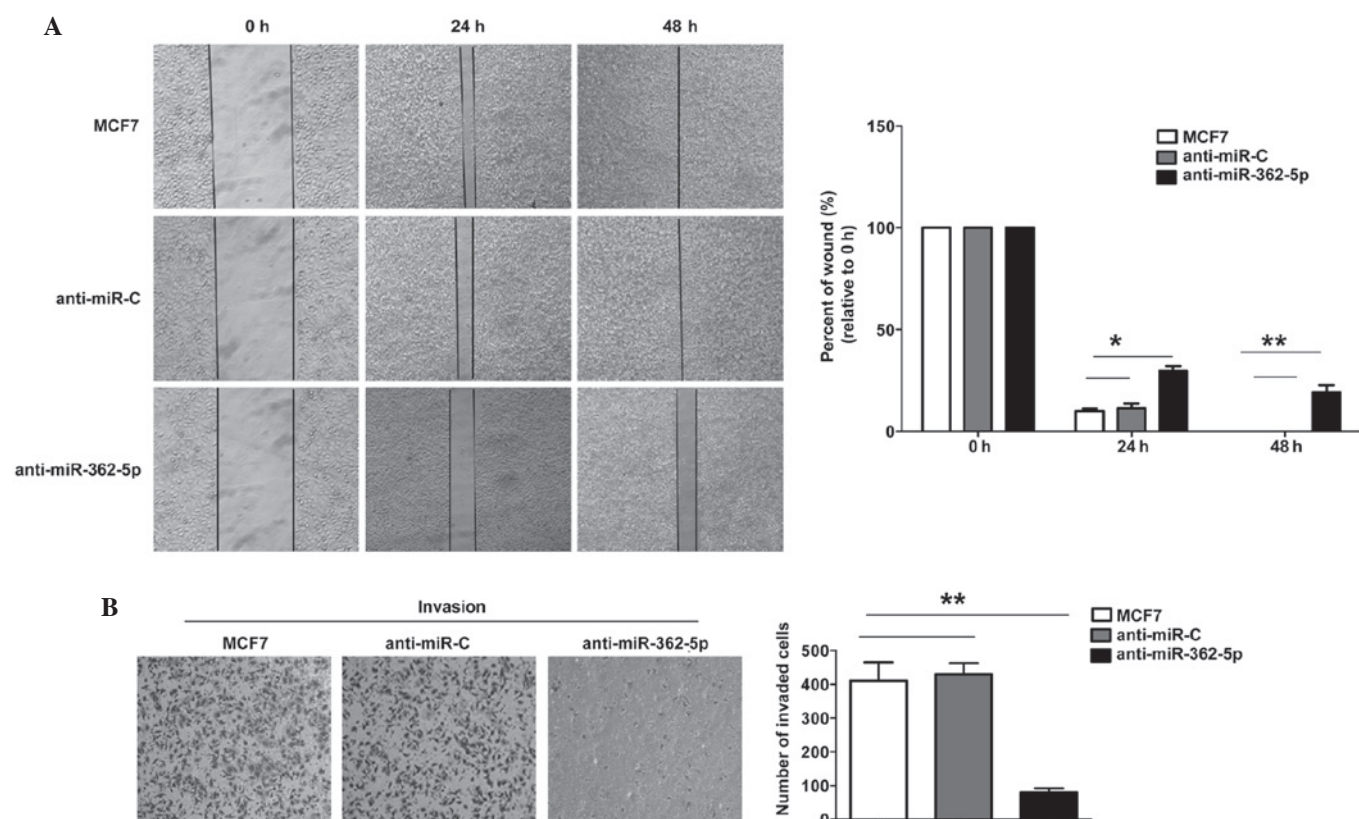 A
0 h
24 h
48 h
MCF7
anti-miR-C
anti-miR-362-5p
Percent of wound (%)
(relative to 0 h)
150
100
50
0
MCF7
anti-miR-C
anti-miR-362-5p
*
**
0 h
24 h
48 h
B
Invasion
MCF7
anti-miR-C
anti-miR-362-5p
Number of invaded cells
500
400
300
200
100
0
**
MCF7
anti-miR-C
anti-miR-362-5p